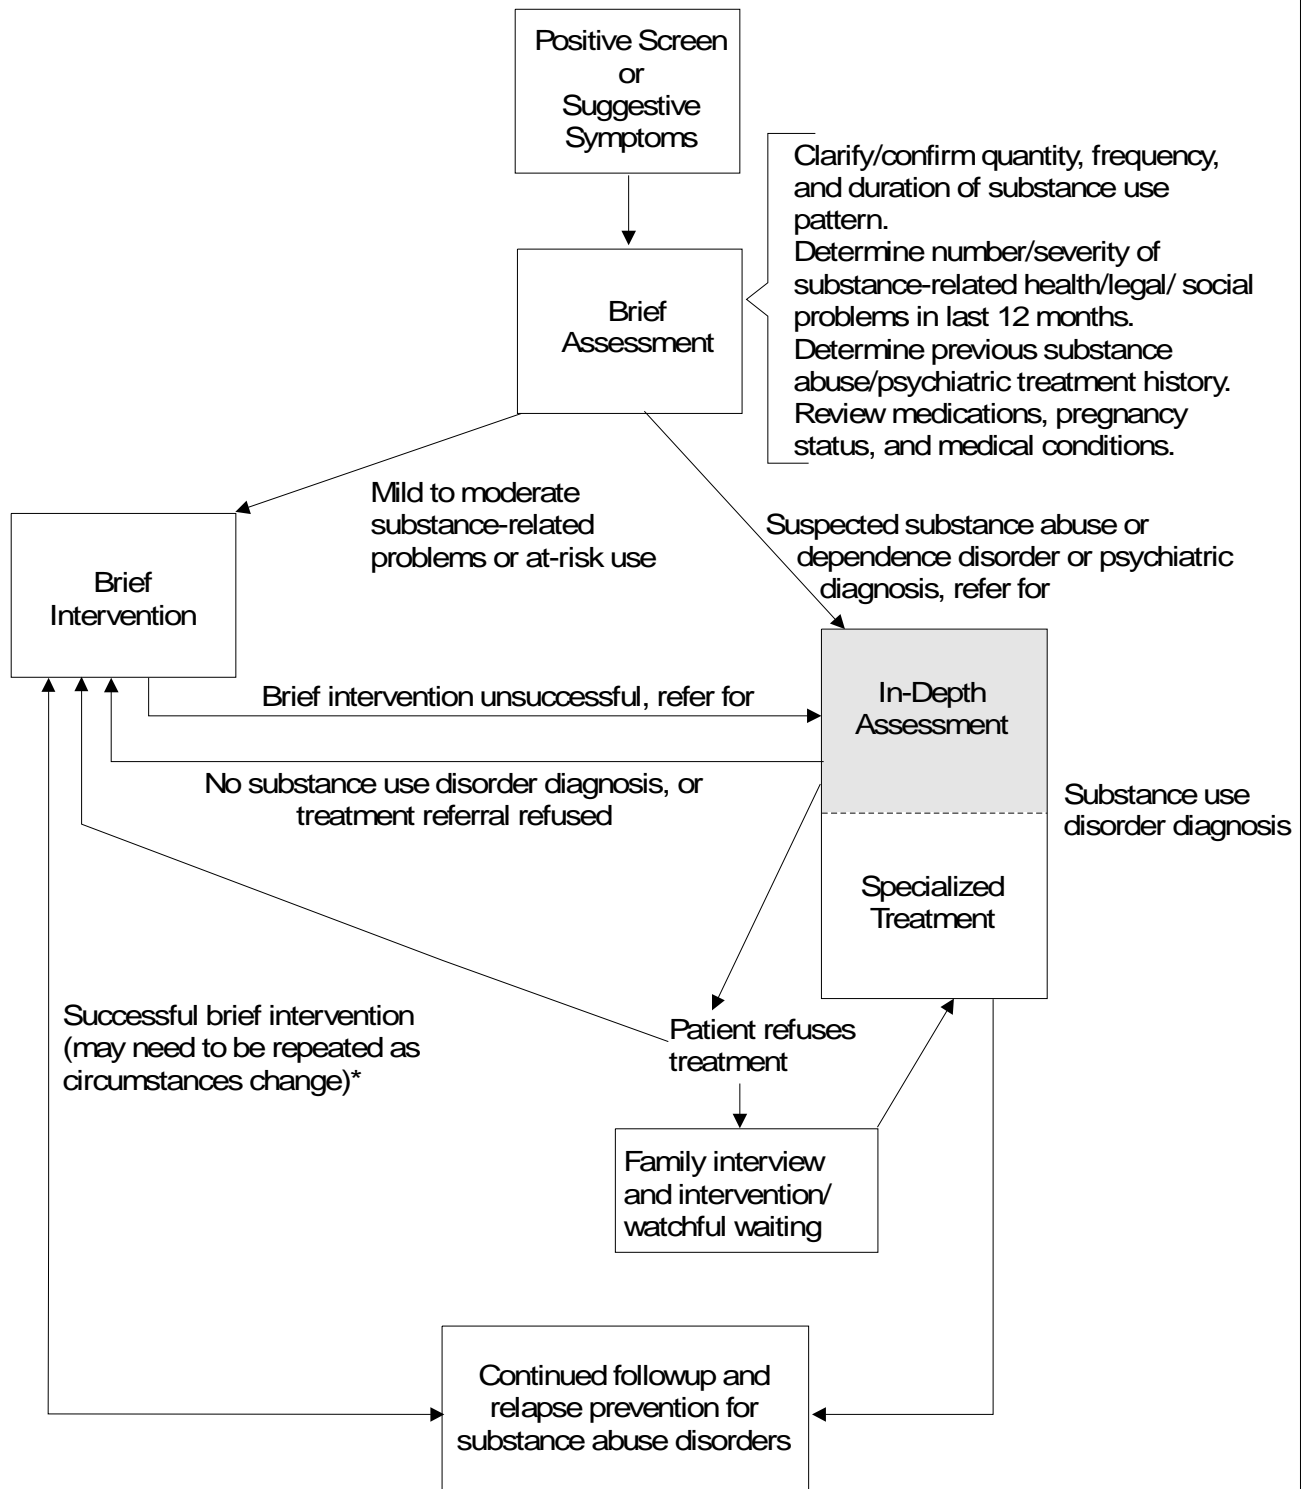 Positive Screen
or
Suggestive
Symptoms
Clarify/confirm quantity, frequency,
and duration of substance use
pattern.
Determine number/severity of
substance-related health/legal/ social
problems in last 12 months.
Determine previous substance
abuse/psychiatric treatment history.
Review medications, pregnancy
status, and medical conditions.
Brief
Assessment
Mild to moderate
substance-related
problems or at-risk use
Suspected substance abuse or
dependence disorder or psychiatric
diagnosis, refer for
Brief
Intervention
In-Depth
Assessment
Brief intervention unsuccessful, refer for
No substance use disorder diagnosis, or
treatment referral refused
Substance use
disorder diagnosis
Specialized
Treatment
Successful brief intervention
(may need to be repeated as
circumstances change)*
Patient refuses
treatment
Family interview
and intervention/
watchful waiting
Continued followup and
relapse prevention for
substance abuse disorders